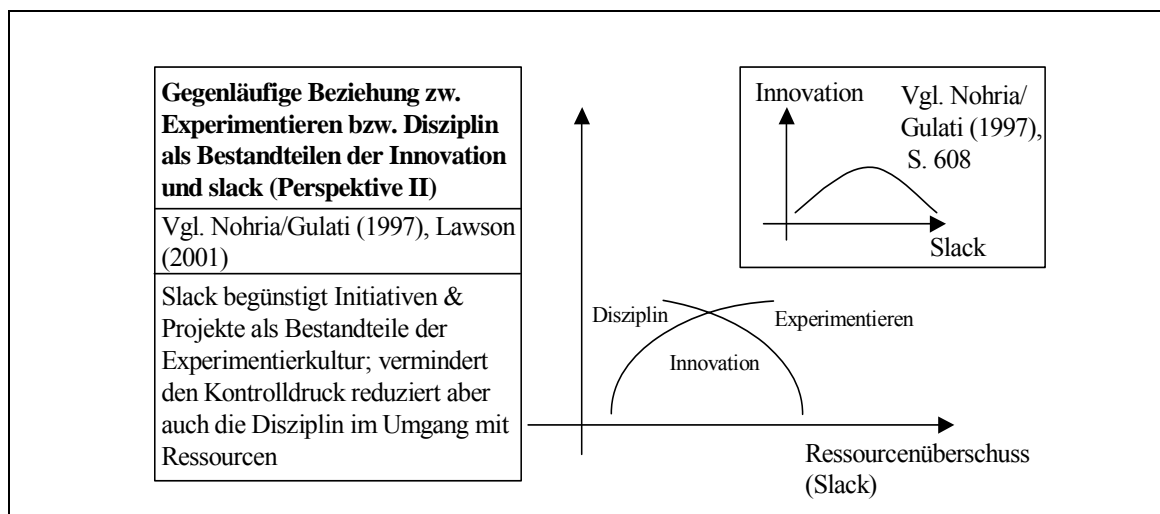 Gegenläufige Beziehung zw.
Experimentieren bzw. Disziplin
als Bestandteilen der Innovation
und slack (Perspektive II)
Vgl. Nohria/Gulati (1997), Lawson
(2001)
Slack begünstigt Initiativen &
Projekte als Bestandteile der
Experimentierkultur; vermindert
den Kontrolldruck reduziert aber
auch die Disziplin im Umgang mit
Ressourcen
Innovation
Vgl. Nohria/
Gulati (1997),
S. 608
Slack
Disziplin
Experimentieren
Innovation
Ressourcenüberschuss
(Slack)